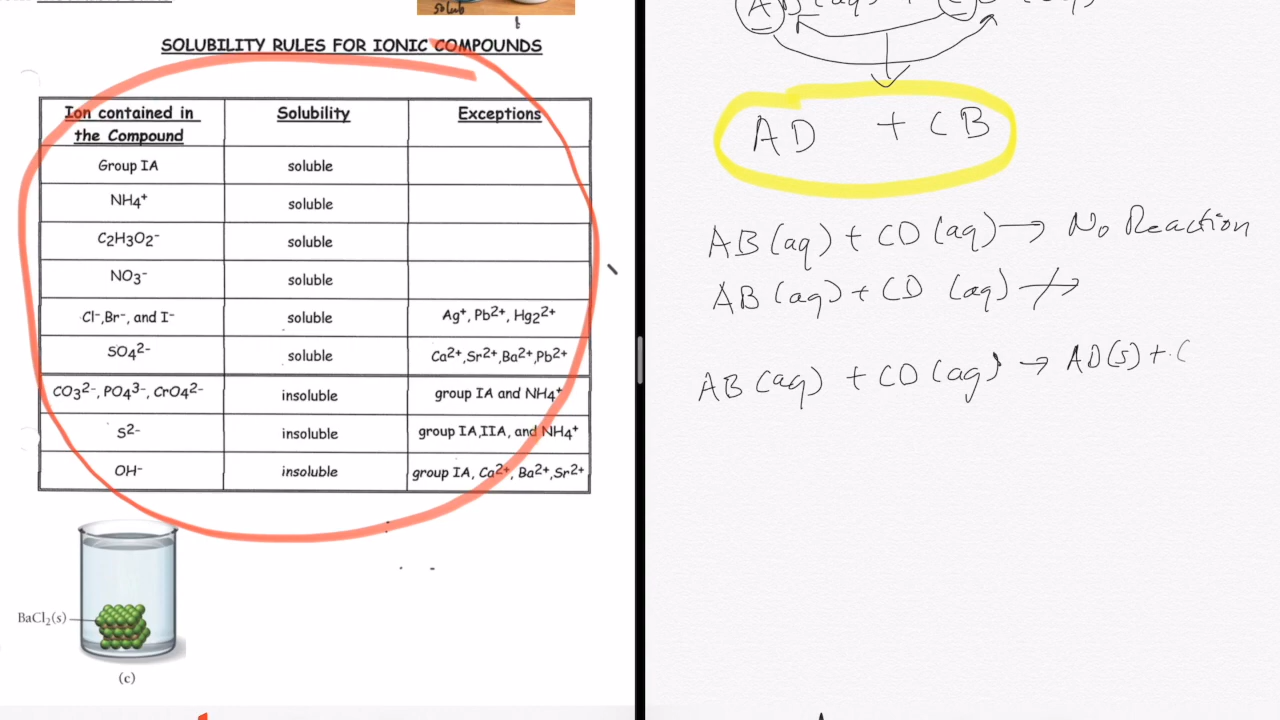 solub
SOLUBILITY RULES FOR IONIC COMPOUNDS
Ion contained in the Compound Solubility Exceptions
Group IA soluble
NH4+ soluble
C2H3O2- soluble
NO3- soluble
Cl-,Br-, and I- soluble Ag+, Pb2+, Hg22+
SO42- soluble Ca2+,Sr2+,Ba2+,Pb2+
CO32-, PO43-, CrO42- insoluble group IA and NH4+
S2- insoluble group IA,IIA, and NH4+
OH- insoluble group IA, Ca2+, Ba2+,Sr2+
BaCl2(s)
(c)
AD + CB
AB (aq) + CD (aq) → No Reaction
AB (aq) + CD (aq) ↛
AB (aq) + CD (aq) → AD(s) + C